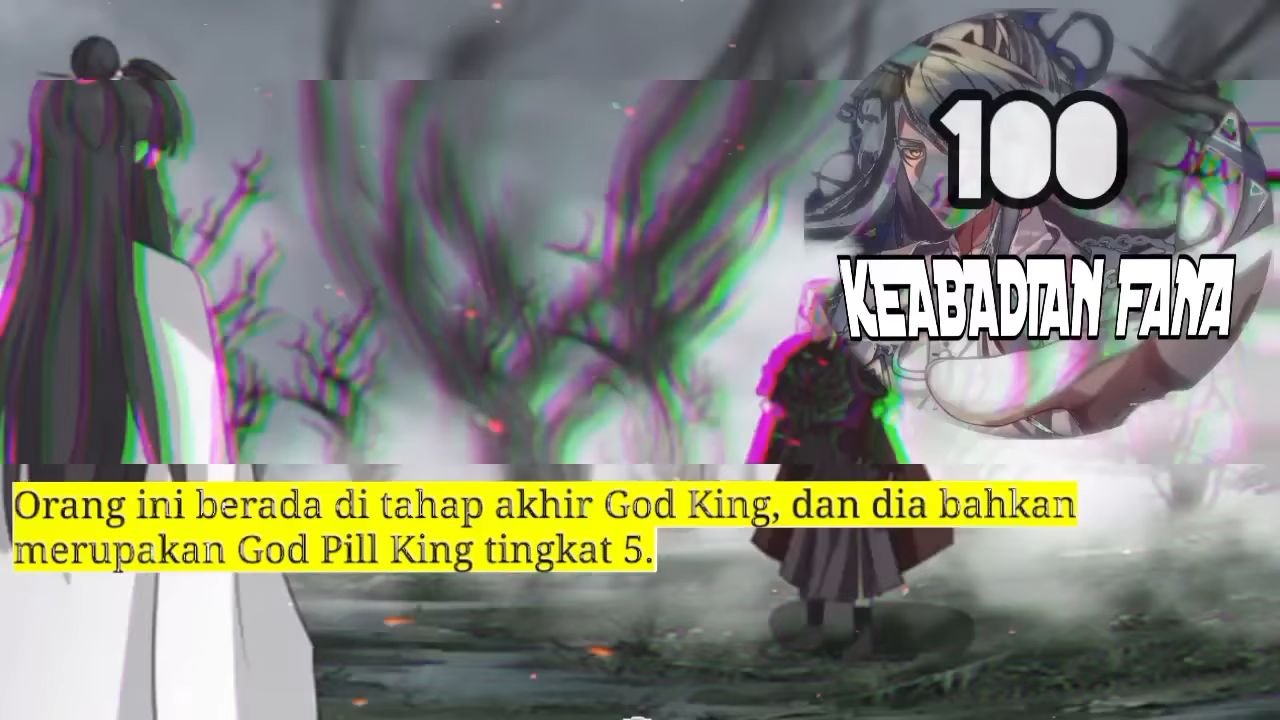 100
KEABADIAN FANA
Orang ini berada di tahap akhir God King, dan dia bahkan
merupakan God Pill King tingkat 5.